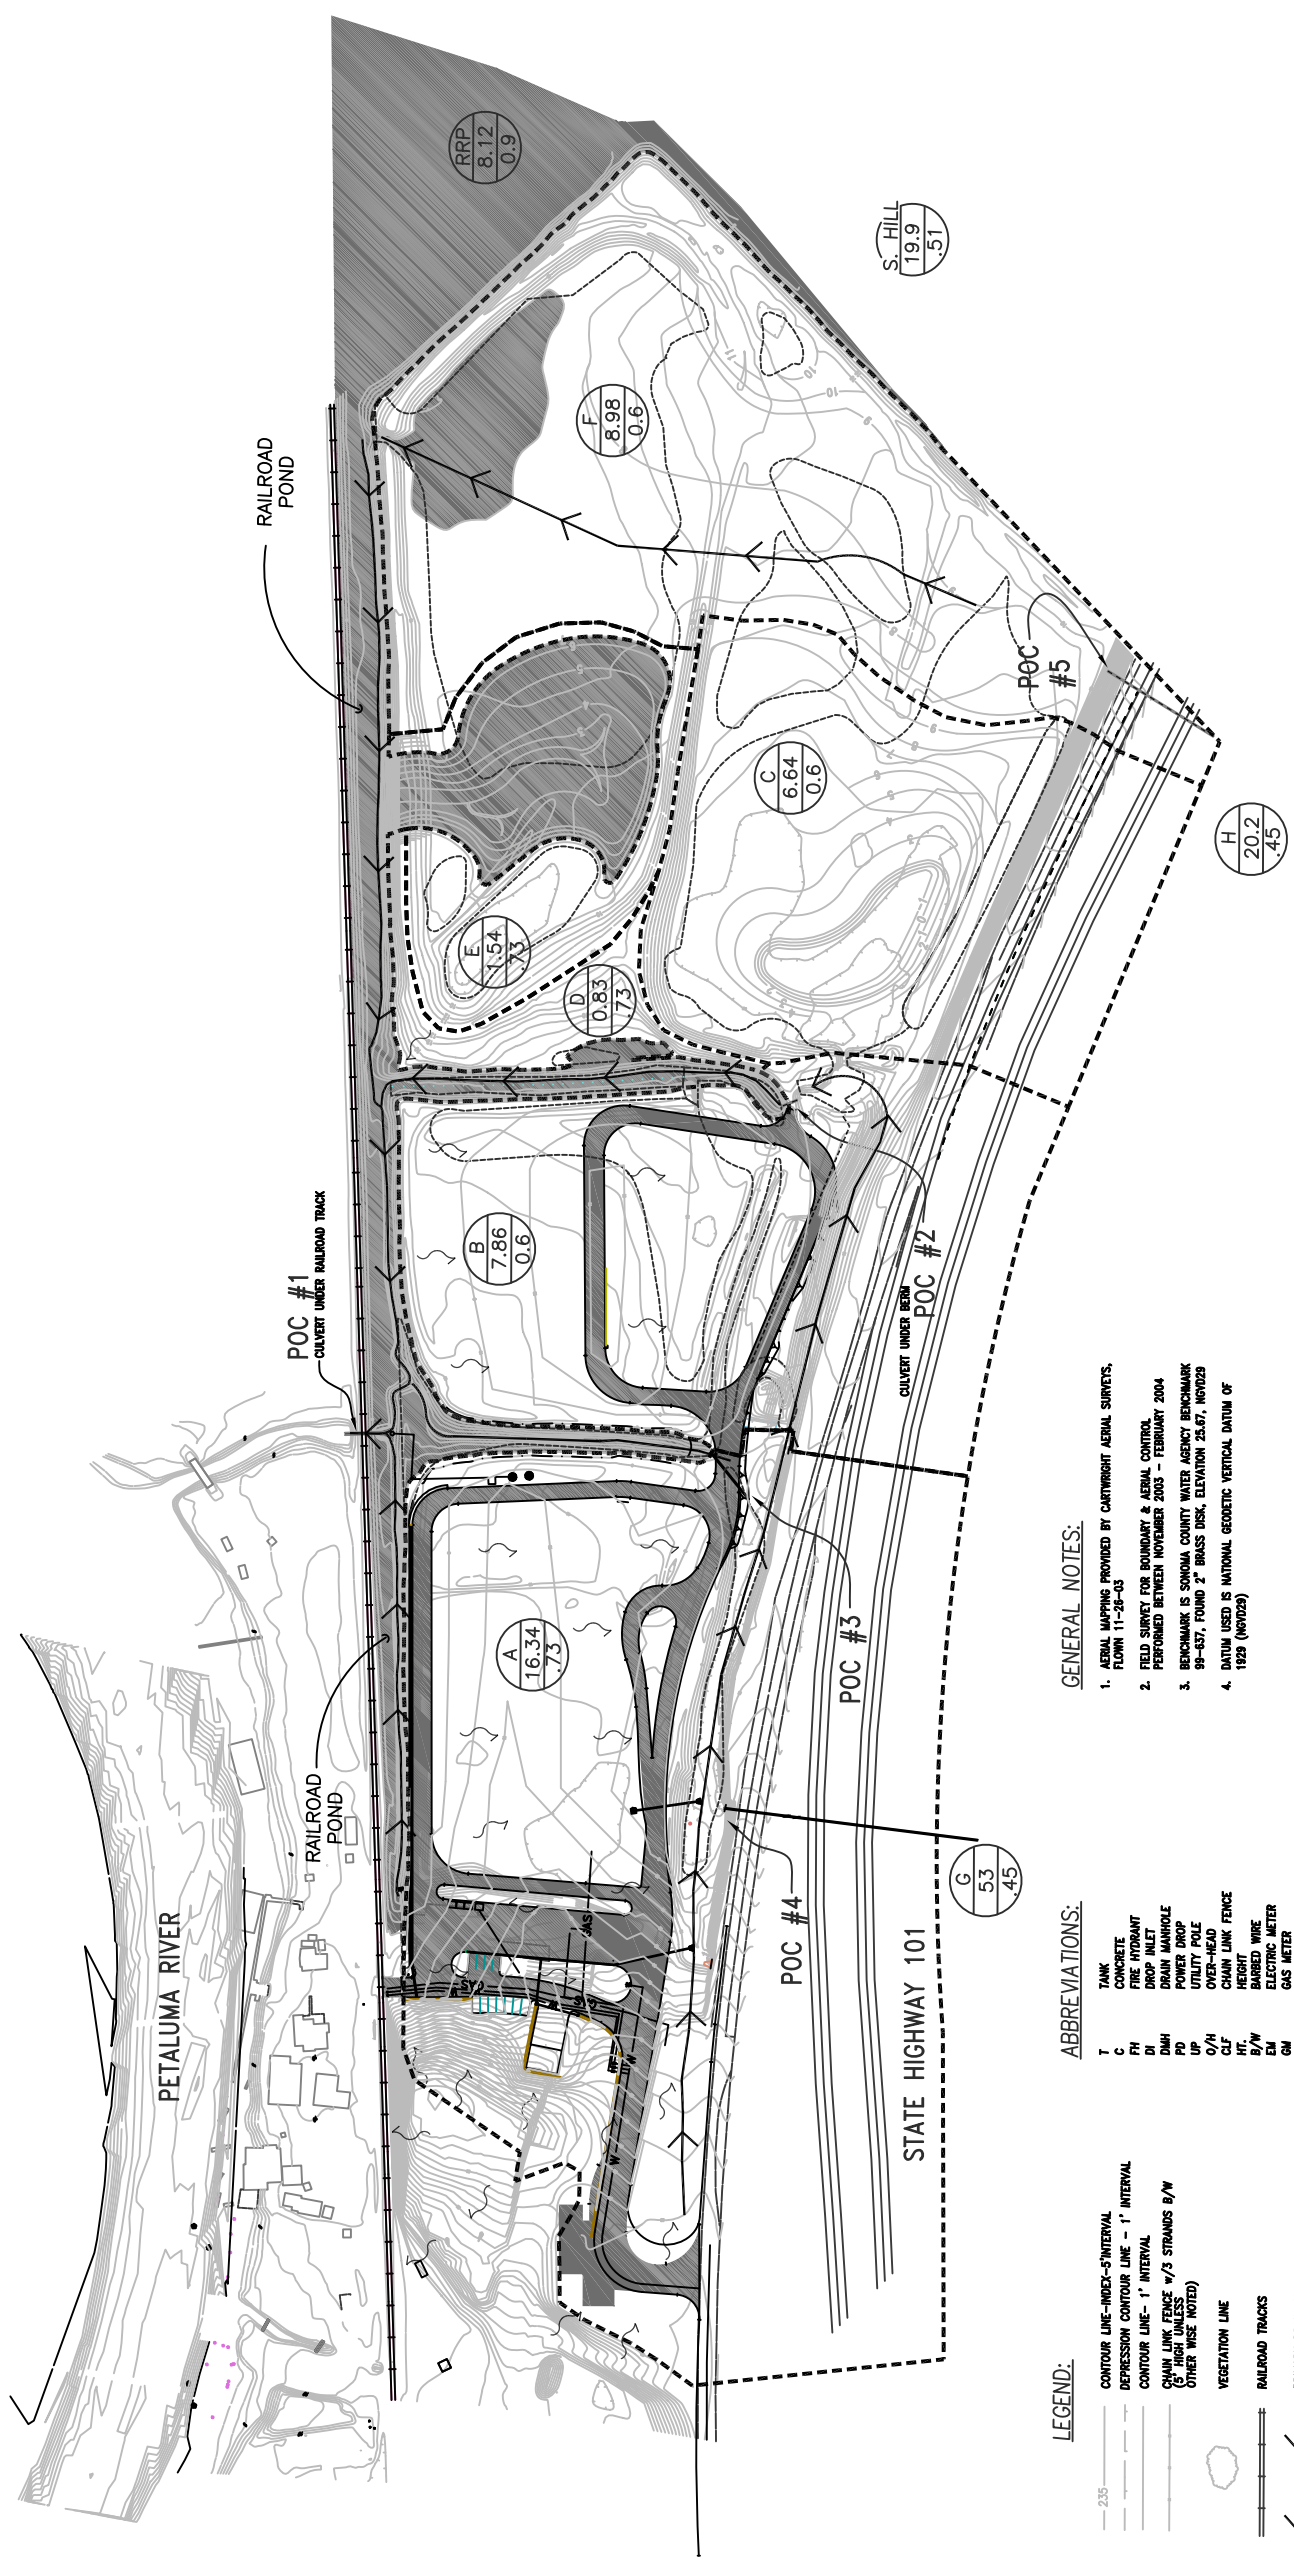 PETALUMA RIVER
RAILROAD
POND
RAILROAD
POND
POC #1
CULVERT UNDER RAILROAD TRACK
RRP
8.12
0.9
S. HILL
19.9
.51
F
8.98
0.6
C
6.64
0.6
E
1.54
.73
D
0.83
.73
B
7.86
0.6
A
16.34
.73
H
20.2
.45
G
53
.45
POC
#5
CULVERT UNDER BERM
POC #2
POC #3
POC #4
STATE HIGHWAY 101
GAS
GAS
GAS
W
LEGEND:
235
CONTOUR LINE-INDEX-5'INTERVAL
DEPRESSION CONTOUR LINE - 1' INTERVAL
CONTOUR LINE- 1' INTERVAL
CHAIN LINK FENCE w/3 STRANDS B/W
(5' HIGH UNLESS
OTHER WISE NOTED)
VEGETATION LINE
RAILROAD TRACKS
ABBREVIATIONS:
T TANK
C CONCRETE
FH FIRE HYDRANT
DI DROP INLET
DMH DRAIN MANHOLE
PD POWER DROP
UP UTILITY POLE
O/H OVER-HEAD
CLF CHAIN LINK FENCE
HT. HEIGHT
B/W BARBED WIRE
EM ELECTRIC METER
GM GAS METER
GENERAL NOTES:
1. AERIAL MAPPING PROVIDED BY CARTWRIGHT AERIAL SURVEYS,
FLOWN 11-26-03
2. FIELD SURVEY FOR BOUNDARY & AERIAL CONTROL
PERFORMED BETWEEN NOVEMBER 2003 - FEBRUARY 2004
3. BENCHMARK IS SONOMA COUNTY WATER AGENCY BENCHMARK
99-637, FOUND 2" BRASS DISK, ELEVATION 25.67, NGVD29
4. DATUM USED IS NATIONAL GEODETIC VERTICAL DATUM OF
1929 (NGVD29)